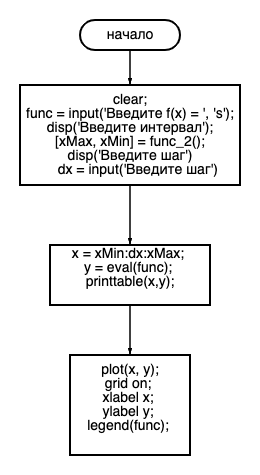 начало
clear;
func = input('Введите f(x) = ', 's');
disp('Введите интервал');
[xMax, xMin] = func_2();
disp('Введите шаг')
dx = input('Введите шаг')
x = xMin:dx:xMax;
y = eval(func);
printtable(x,y);
plot(x, y);
grid on;
xlabel x;
ylabel y;
legend(func);